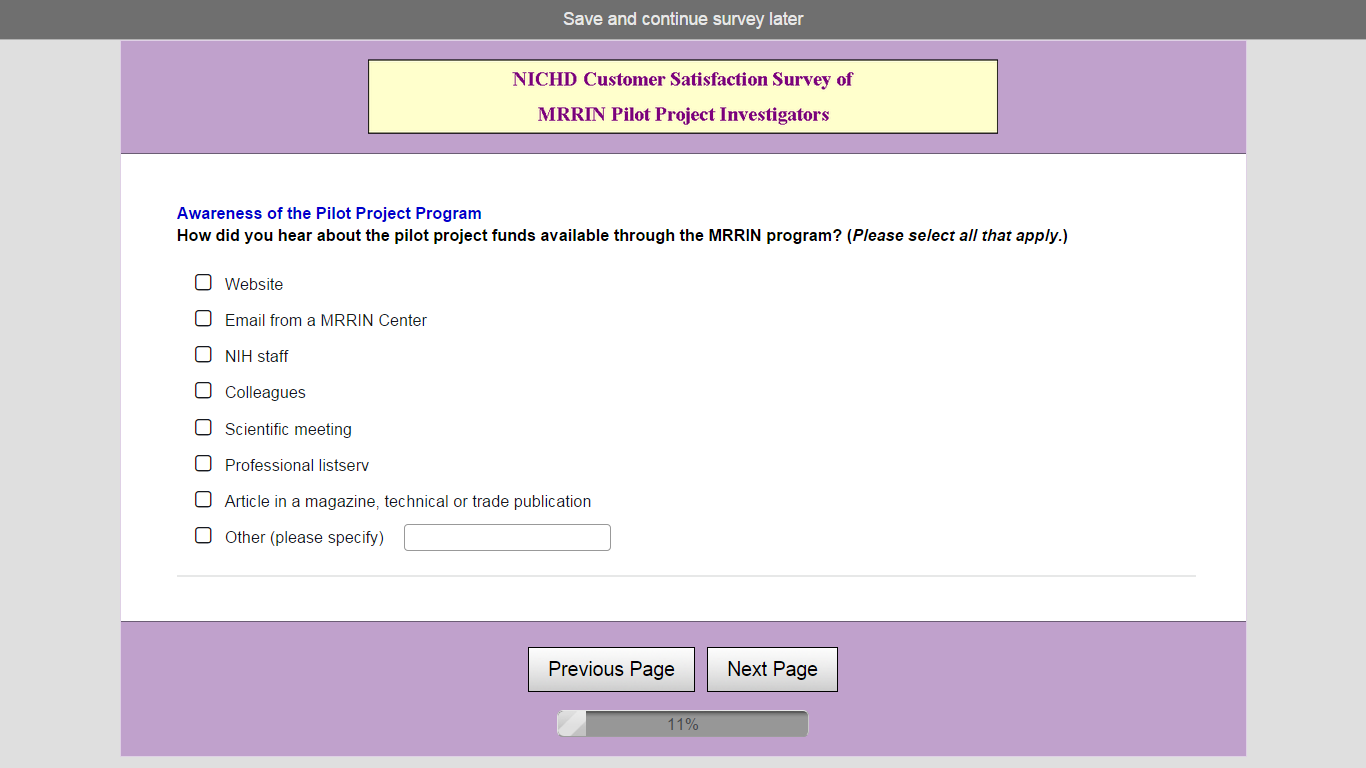 Save and continue survey later
NICHD Customer Satisfaction Survey of
MRRIN Pilot Project Investigators
Awareness of the Pilot Project Program
How did you hear about the pilot project funds available through the MRRIN program? (Please select all that apply.)
Website
Email from a MRRIN Center
NIH staff
Colleagues
Scientific meeting
Professional listserv
Article in a magazine, technical or trade publication
Other (please specify)
Previous Page Next Page
11%